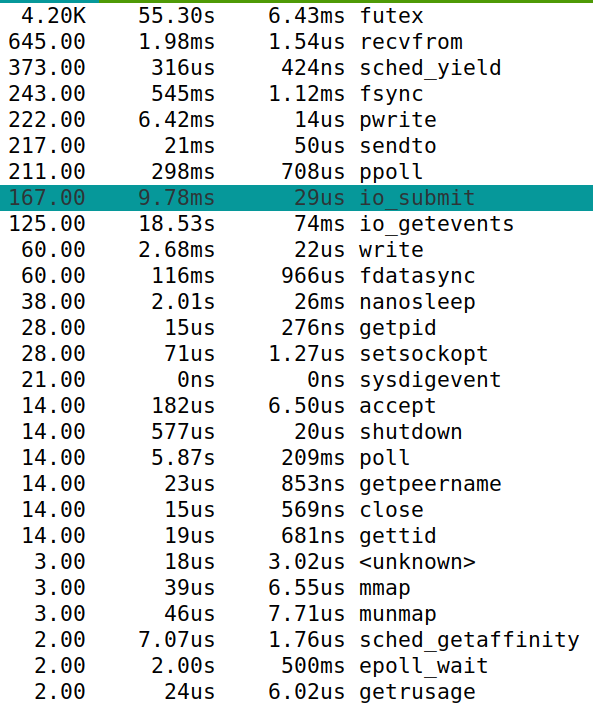 4.20K 55.30s 6.43ms futex
645.00 1.98ms 1.54us recvfrom
373.00 316us 424ns sched_yield
243.00 545ms 1.12ms fsync
222.00 6.42ms 14us pwrite
217.00 21ms 50us sendto
211.00 298ms 708us ppoll
167.00 9.78ms 29us io_submit
125.00 18.53s 74ms io_getevents
60.00 2.68ms 22us write
60.00 116ms 966us fdatasync
38.00 2.01s 26ms nanosleep
28.00 15us 276ns getpid
28.00 71us 1.27us setsockopt
21.00 0ns 0ns sysdigevent
14.00 182us 6.50us accept
14.00 577us 20us shutdown
14.00 5.87s 209ms poll
14.00 23us 853ns getpeername
14.00 15us 569ns close
14.00 19us 681ns gettid
3.00 18us 3.02us <unknown>
3.00 39us 6.55us mmap
3.00 46us 7.71us munmap
2.00 7.07us 1.76us sched_getaffinity
2.00 2.00s 500ms epoll_wait
2.00 24us 6.02us getrusage